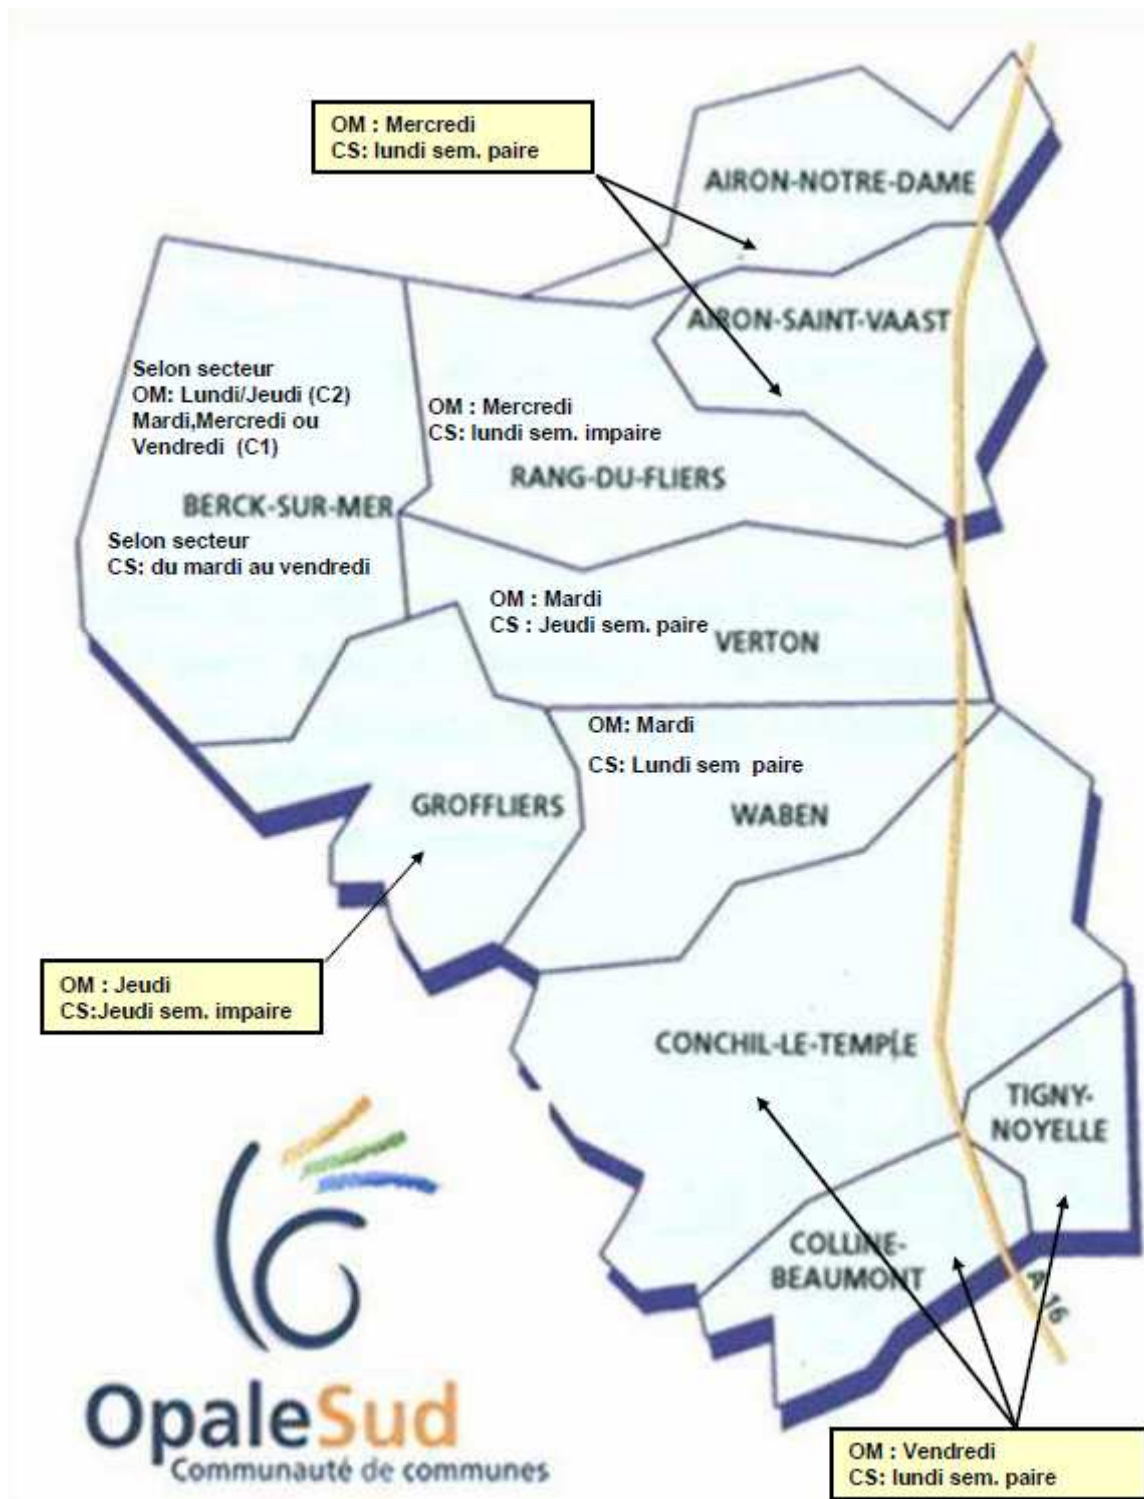 OM : Mercredi
CS: lundi sem. paire
AIRON-NOTRE-DAME
AIRON-SAINT-VAAST
Selon secteur
OM: Lundi/Jeudi (C2)
Mardi,Mercredi ou
Vendredi (C1)
BERCK-SUR-MER
Selon secteur
CS: du mardi au vendredi
OM : Mercredi
CS: lundi sem. impaire
RANG-DU-FLIERS
OM : Mardi
CS : Jeudi sem. paire
VERTON
OM: Mardi
CS: Lundi sem paire
WABEN
GROFFLIERS
OM : Jeudi
CS:Jeudi sem. impaire
CONCHIL-LE-TEMPLE
TIGNY-
NOYELLE
COLLINE-
BEAUMONT
A 16
OpaleSud
Communauté de communes
OM : Vendredi
CS: lundi sem. paire